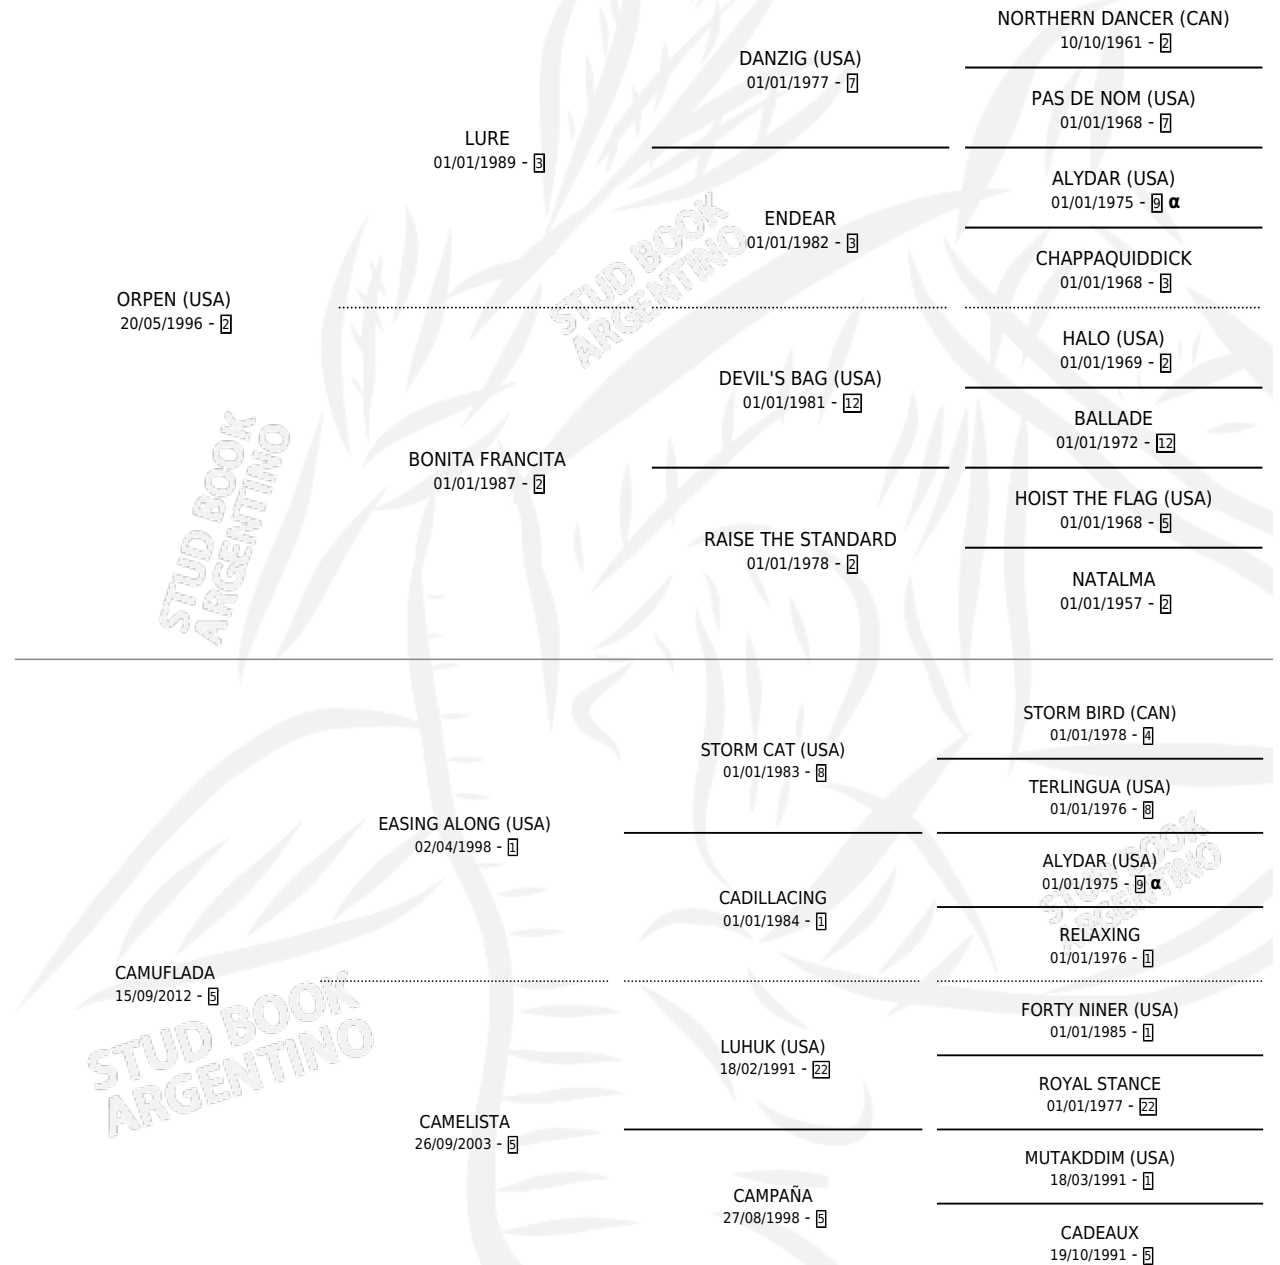 NORTHERN DANCER (CAN)
10/10/1961 - 2
DANZIG (USA)
01/01/1977 - 7
PAS DE NOM (USA)
01/01/1968 - 7
LURE
01/01/1989 - 3
ALYDAR (USA)
01/01/1975 - 9 α
ENDEAR
01/01/1982 - 3
CHAPPAQUIDDICK
01/01/1968 - 3
ORPEN (USA)
20/05/1996 - 2
HALO (USA)
01/01/1969 - 2
DEVIL'S BAG (USA)
01/01/1981 - 12
BALLADE
01/01/1972 - 12
BONITA FRANCITA
01/01/1987 - 2
HOIST THE FLAG (USA)
01/01/1968 - 5
RAISE THE STANDARD
01/01/1978 - 2
NATALMA
01/01/1957 - 2
STORM BIRD (CAN)
01/01/1978 - 4
STORM CAT (USA)
01/01/1983 - 8
TERLINGUA (USA)
01/01/1976 - 8
EASING ALONG (USA)
02/04/1998 - 1
ALYDAR (USA)
01/01/1975 - 9 α
CADILLACING
01/01/1984 - 1
RELAXING
01/01/1976 - 1
CAMUFLADA
15/09/2012 - 5
FORTY NINER (USA)
01/01/1985 - 1
LUHUK (USA)
18/02/1991 - 22
ROYAL STANCE
01/01/1977 - 22
CAMELISTA
26/09/2003 - 5
MUTAKDDIM (USA)
18/03/1991 - 1
CAMPAÑA
27/08/1998 - 5
CADEAUX
19/10/1991 - 5
STUD BOOK
ARGENTINO
STUD BOOK
ARGENTINO
STUD BOOK
ARGENTINO
STUD BOOK
ARGENTINO